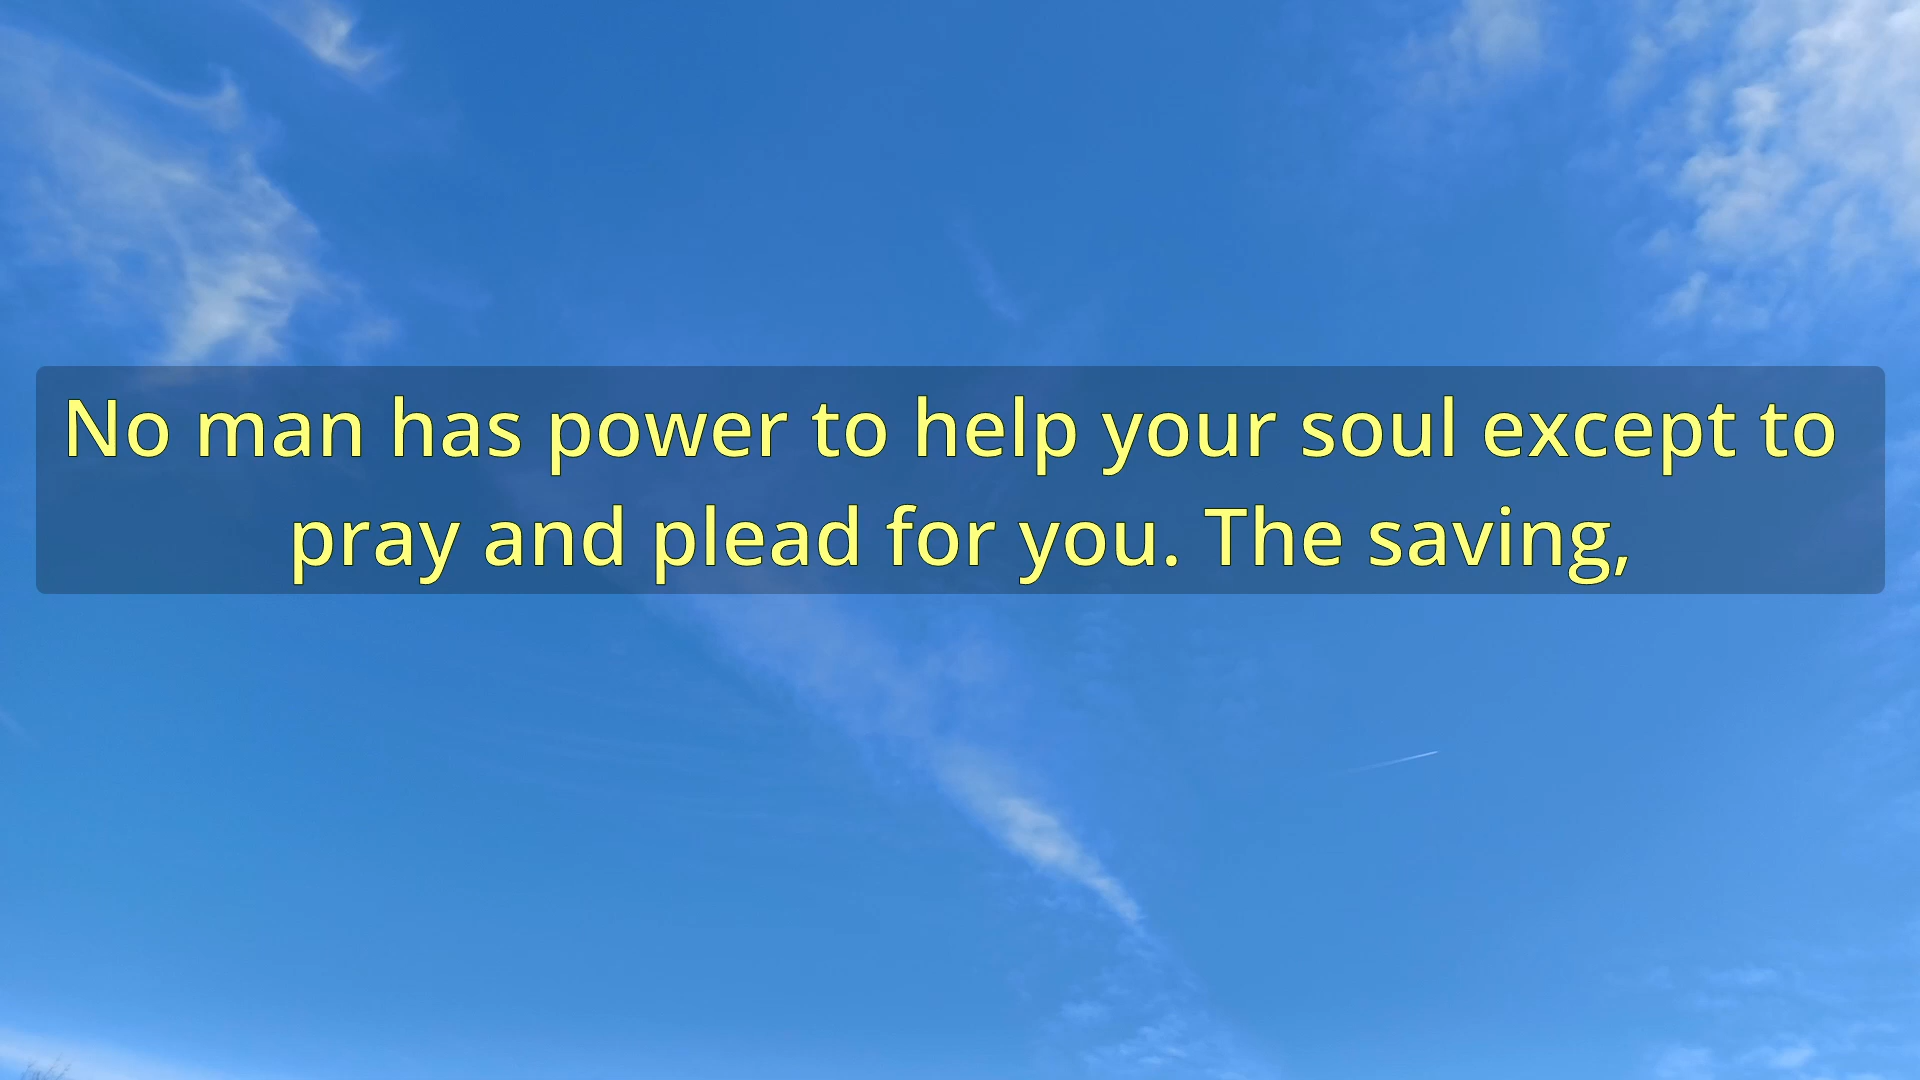 No man has power to help your soul except to
pray and plead for you. The saving,